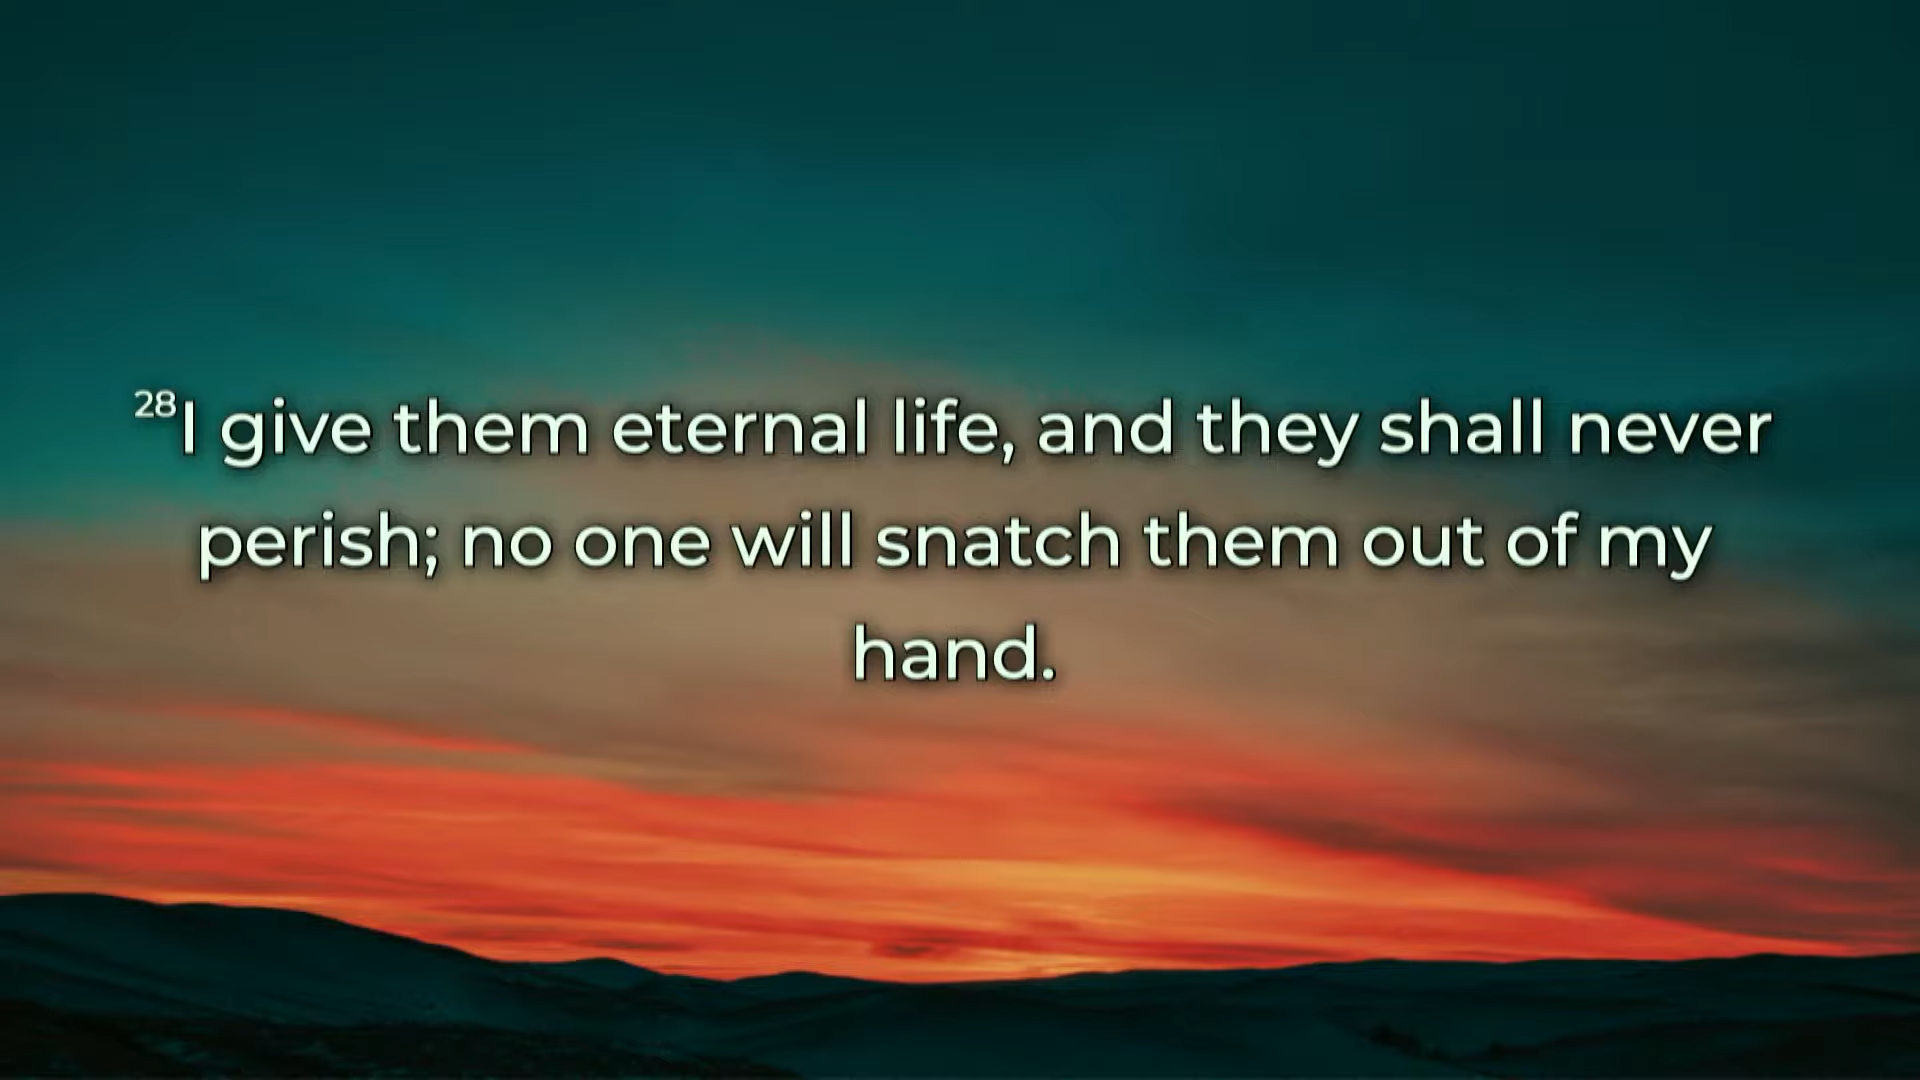 28I give them eternal life, and they shall never
perish; no one will snatch them out of my
hand.